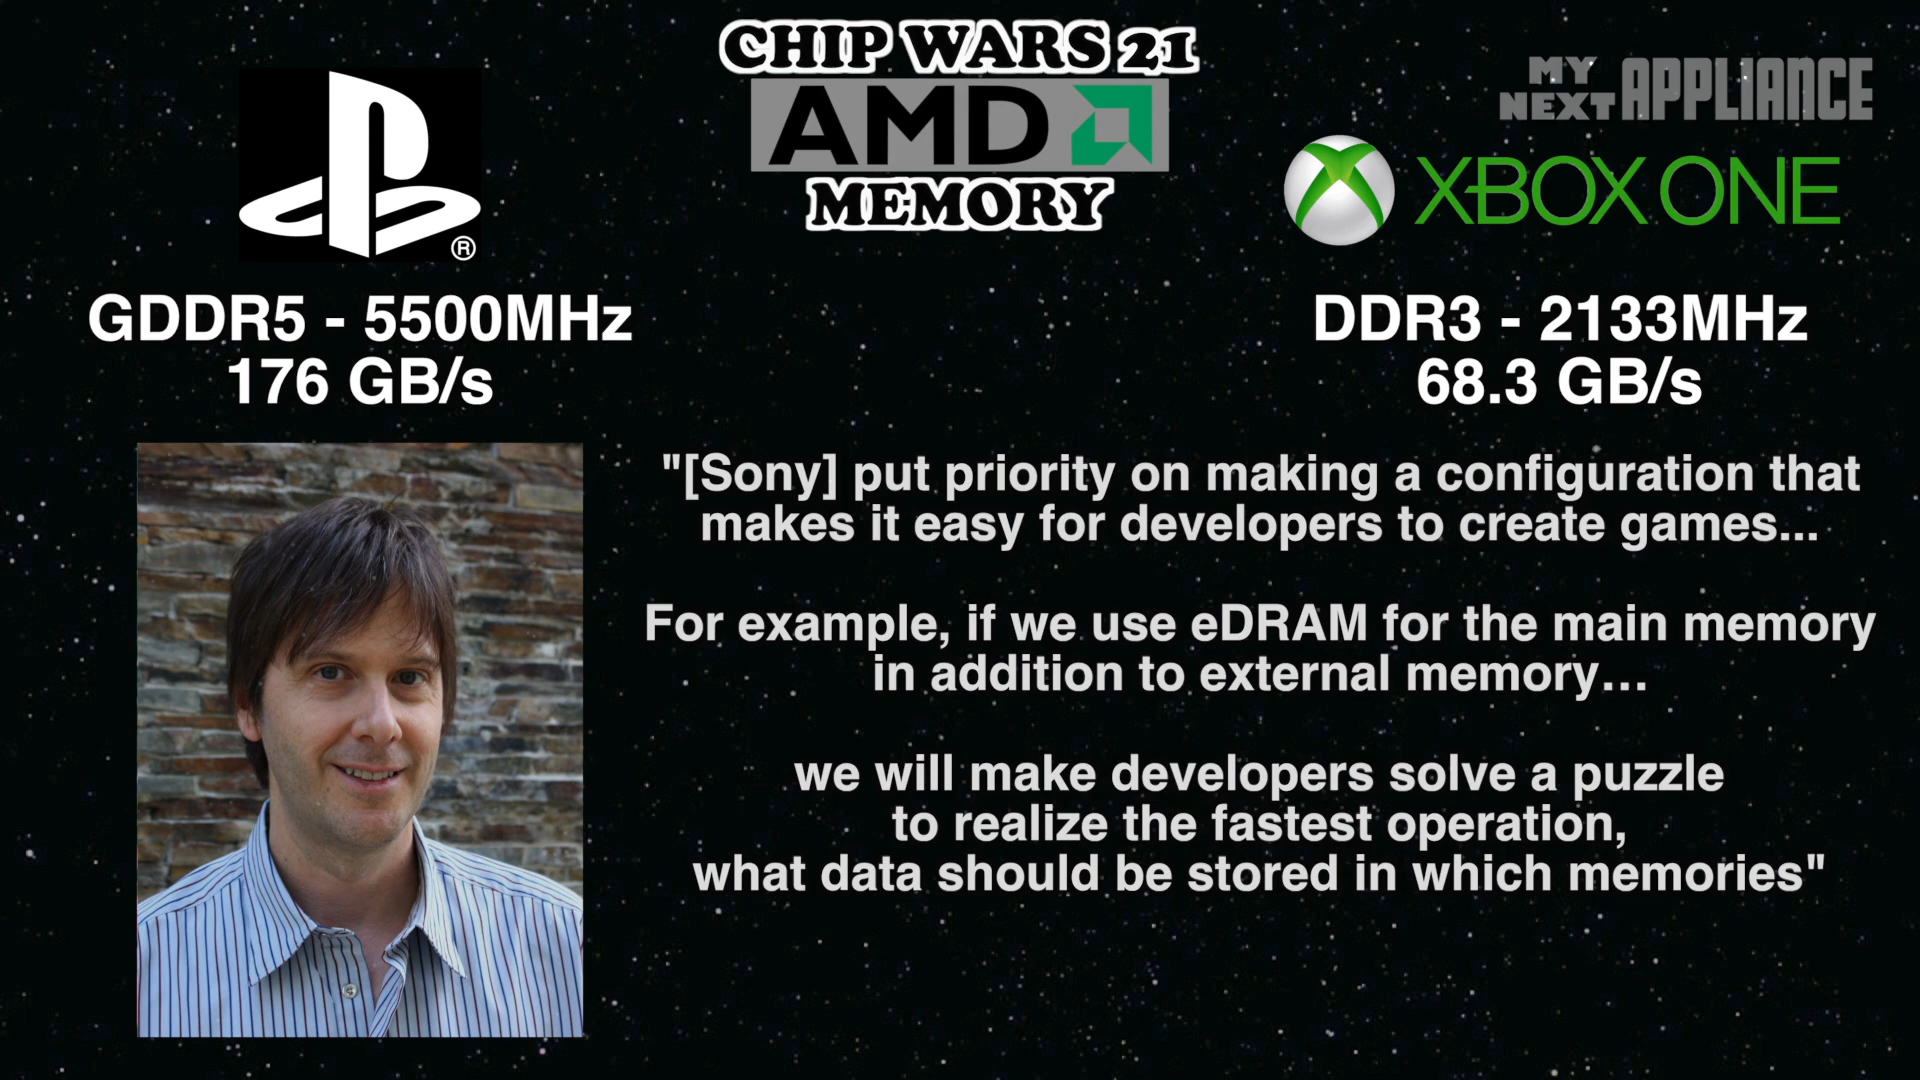 CHIP WARS 21
AMD
MEMORY
MY NEXT APPLIANCE
®
XBOX ONE
GDDR5 - 5500MHz
176 GB/s
DDR3 - 2133MHz
68.3 GB/s
"[Sony] put priority on making a configuration that
makes it easy for developers to create games...
For example, if we use eDRAM for the main memory
in addition to external memory...
we will make developers solve a puzzle
to realize the fastest operation,
what data should be stored in which memories"